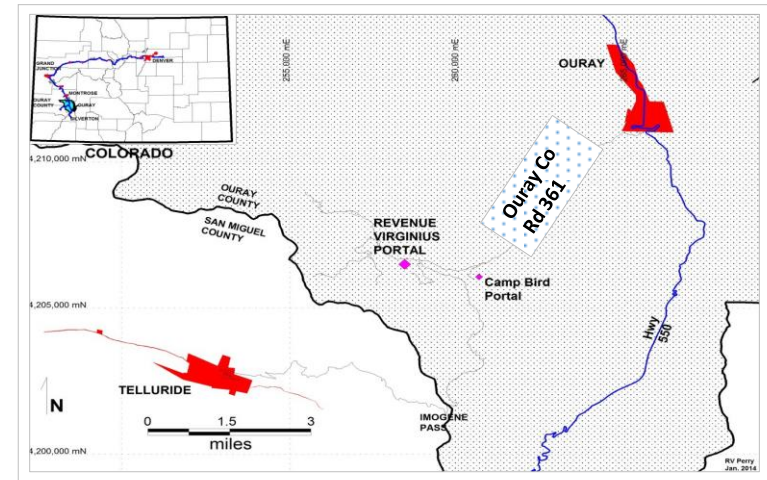 DENVER
GRAND
JUNCTION
MONTROSE
OURAY
COUNTY
OURAY
SILVERTON
COLORADO
255,000 mE
260,000 mE
OURAY
4,210,000 mN
OURAY
COUNTY
SAN MIGUEL
COUNTY
Ouray Co
Rd 361
REVENUE
VIRGINIUS
PORTAL
Camp Bird
Portal
4,205,000 mN
Hwy
550
TELLURIDE
N
0 1.5 3
miles
IMOGENE
PASS
4,200,000 mN
RV Perry
Jan. 2014